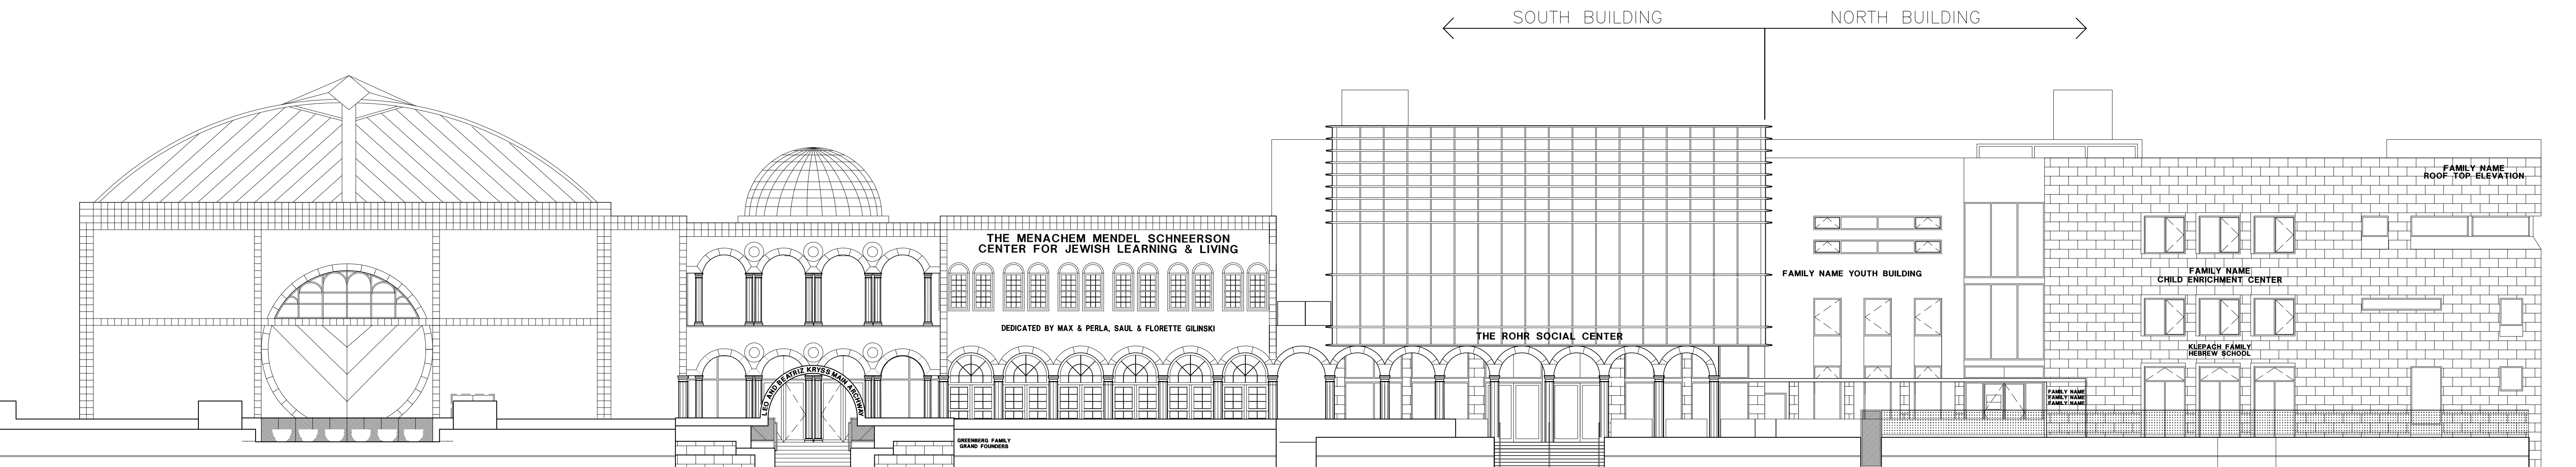 SOUTH BUILDING
NORTH BUILDING
FAMILY NAME
ROOF TOP ELEVATION
THE MENACHEM MENDEL SCHNEERSON
CENTER FOR JEWISH LEARNING & LIVING
FAMILY NAME YOUTH BUILDING
FAMILY NAME
CHILD ENRICHMENT CENTER
DEDICATED BY MAX & PERLA, SAUL & FLORETTE GILINSKI
THE ROHR SOCIAL CENTER
KLEPACH FAMILY
HEBREW SCHOOL
LEO AND BEATRIZ KRYSS MAIN ARCHWAY
FAMILY NAME
FAMILY NAME
FAMILY NAME
GREENBERG FAMILY
GRAND FOUNDERS